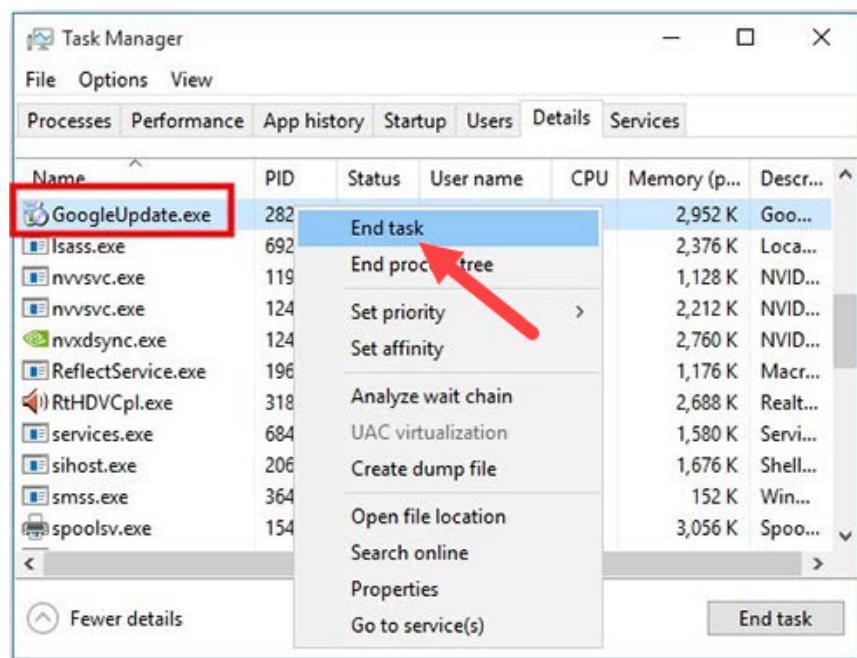 Task Manager
File Options View
Processes Performance App history Startup Users Details Services
Name PID Status User name CPU Memory (p... Descr...
GoogleUpdate.exe 282 2,952 K Goo...
lsass.exe 692 2,376 K Loca...
nvvsvc.exe 119 1,128 K NVID...
nvvsvc.exe 124 2,212 K NVID...
nvxdsync.exe 124 2,760 K NVID...
ReflectService.exe 196 1,176 K Macr...
RtHDVCpl.exe 318 2,688 K Realt...
services.exe 684 1,580 K Servi...
sihost.exe 206 1,676 K Shell...
smss.exe 364 152 K Win...
spoolsv.exe 154 3,056 K Spoo...
End task
End process tree
Set priority
Set affinity
Analyze wait chain
UAC virtualization
Create dump file
Open file location
Search online
Properties
Go to service(s)
Fewer details
End task